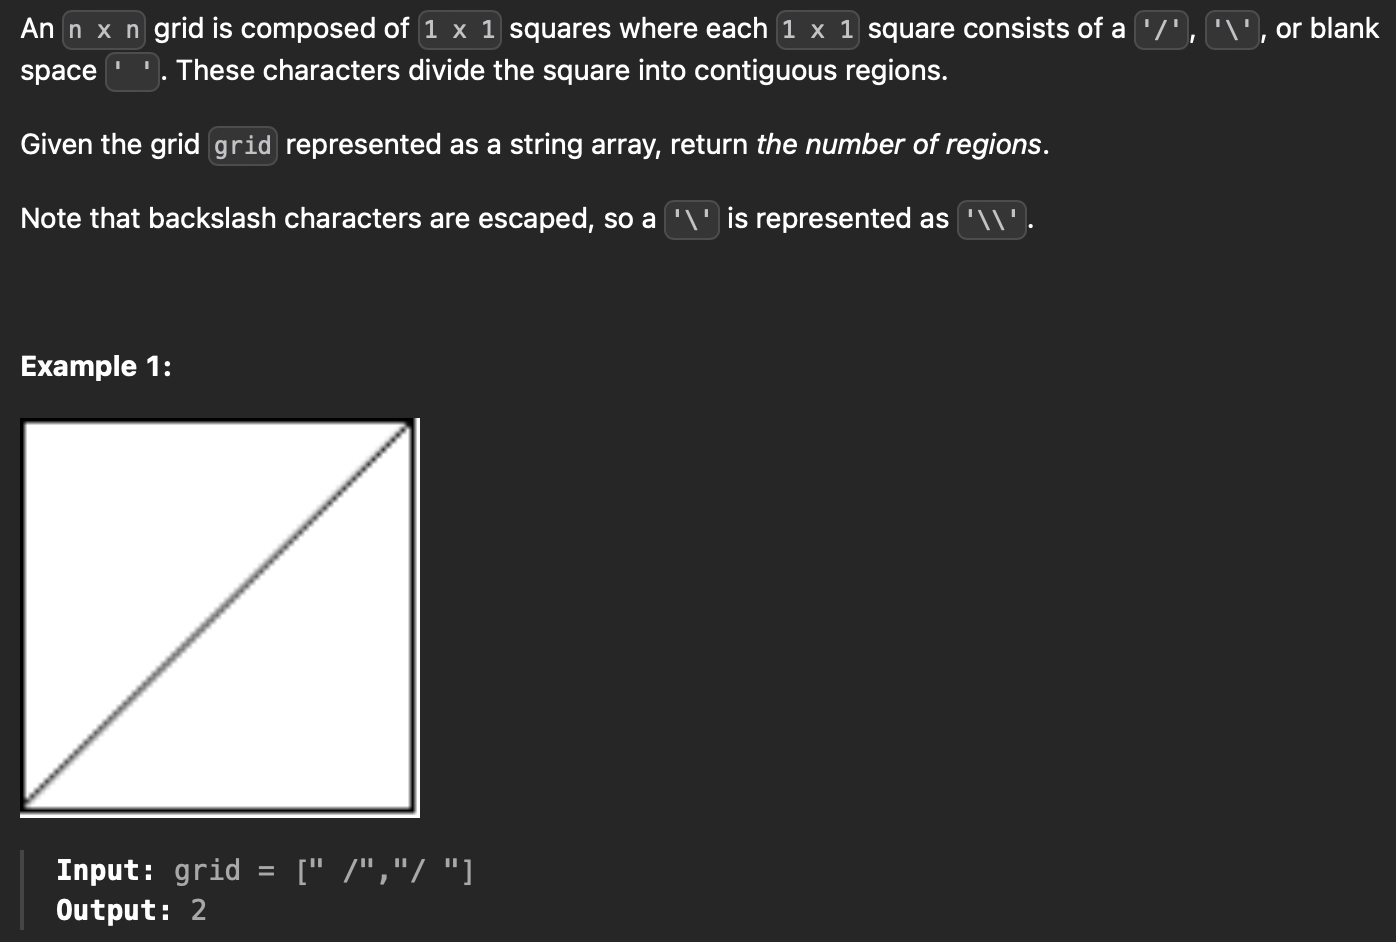 An n x n grid is composed of 1 x 1 squares where each 1 x 1 square consists of a '/', '\', or blank
space ' '. These characters divide the square into contiguous regions.
Given the grid grid represented as a string array, return the number of regions.
Note that backslash characters are escaped, so a '\' is represented as '\\'.
Example 1:
Input: grid = [" /","/ "]
Output: 2